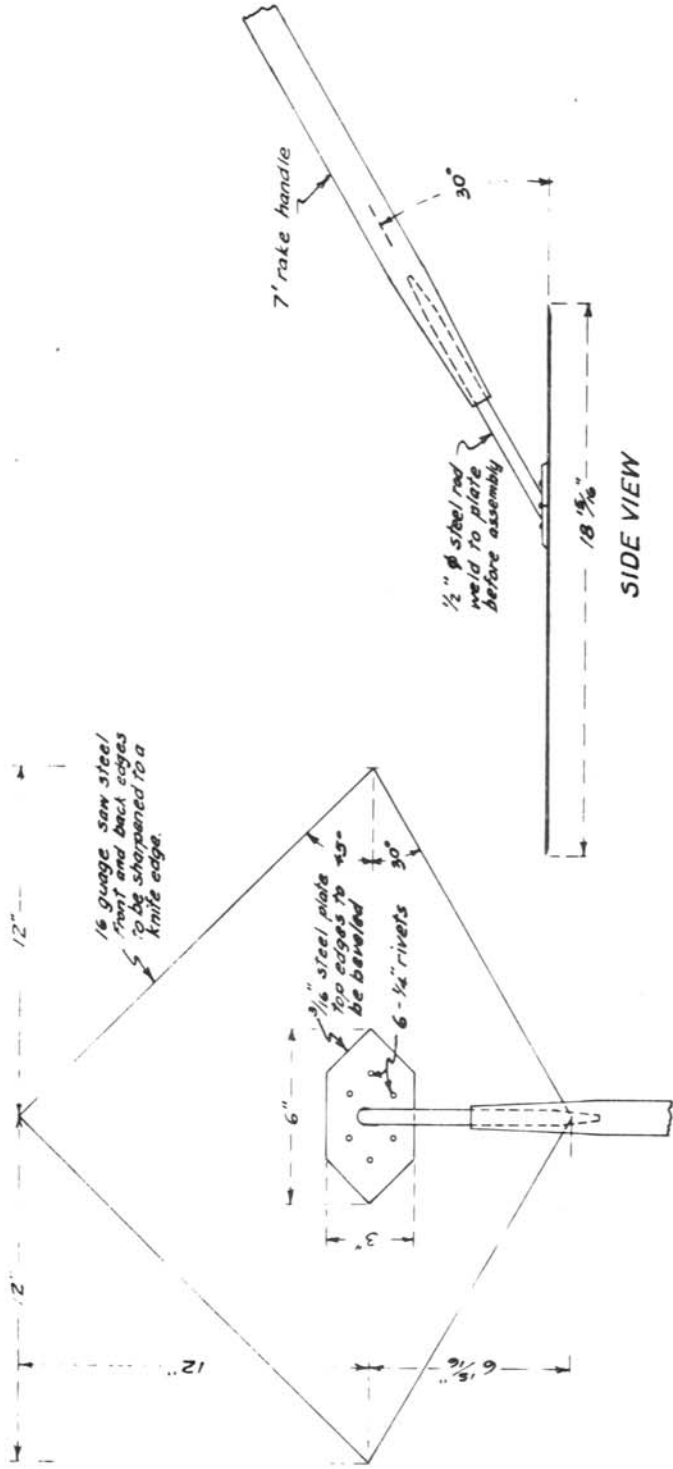 12"
12"
16 guage saw steel
Front and back edges
to be sharpened to a
knife edge.
12"
6 15/16"
45°
30°
3/16" steel plate
top edges to
be beveled
6 - 1/4" rivets
6"
3"
7' rake handle
30°
1/2" ϕ steel rod
weld to plate
before assembly
18 15/16"
SIDE VIEW